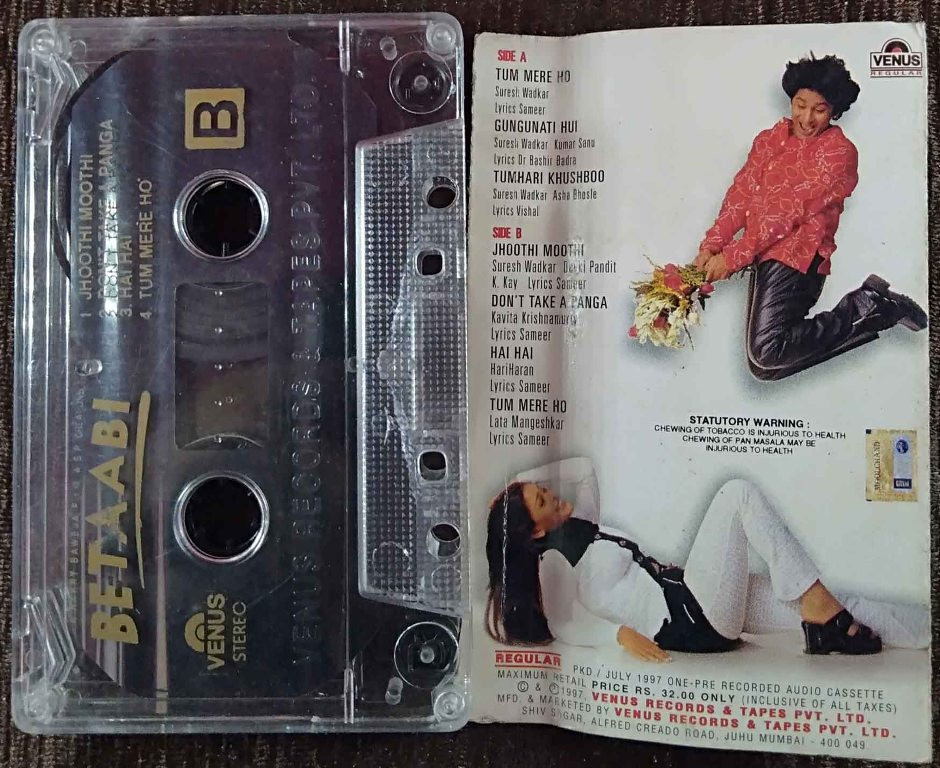 B
1 JHOOTHI MOOTHI
2. DON'T TAKE A PANGA
3. HAI HAI
4. TUM MERE HO
BETAABI
VENUS
STEREO
VENUS RECORDS & TAPES PVT. LTD.
VENUS
REGULAR
SIDE A
TUM MERE HO
Suresh Wadkar
Lyrics Sameer
GUNGUNATI HUI
Suresh Wadkar Kumar Sanu
Lyrics Dr Bashir Badra
TUMHARI KHUSHBOO
Suresh Wadkar Asha Bhosle
Lyrics Vishal
SIDE B
JHOOTHI MOOTHI
Suresh Wadkar Pandit
K. Kay Lyrics Sameer
DON'T TAKE A PANGA
Kavita Krishnamurty
Lyrics Sameer
HAI HAI
HariHaran
Lyrics Sameer
TUM MERE HO
Lata Mangeshkar
Lyrics Sameer
STATUTORY WARNING :
CHEWING OF TOBACCO IS INJURIOUS TO HEALTH
CHEWING OF PAN MASALA MAY BE
INJURIOUS TO HEALTH
REGULAR PKD / JULY 1997 ONE-PRE RECORDED AUDIO CASSETTE
MAXIMUM RETAIL PRICE RS. 32.00 ONLY (INCLUSIVE OF ALL TAXES)
© & ℗ 1997, VENUS RECORDS & TAPES PVT. LTD.
MFD. & MARKETED BY VENUS RECORDS & TAPES PVT. LTD.
SHIV SAGAR, ALFRED CREADO ROAD, JUHU MUMBAI - 400 049.